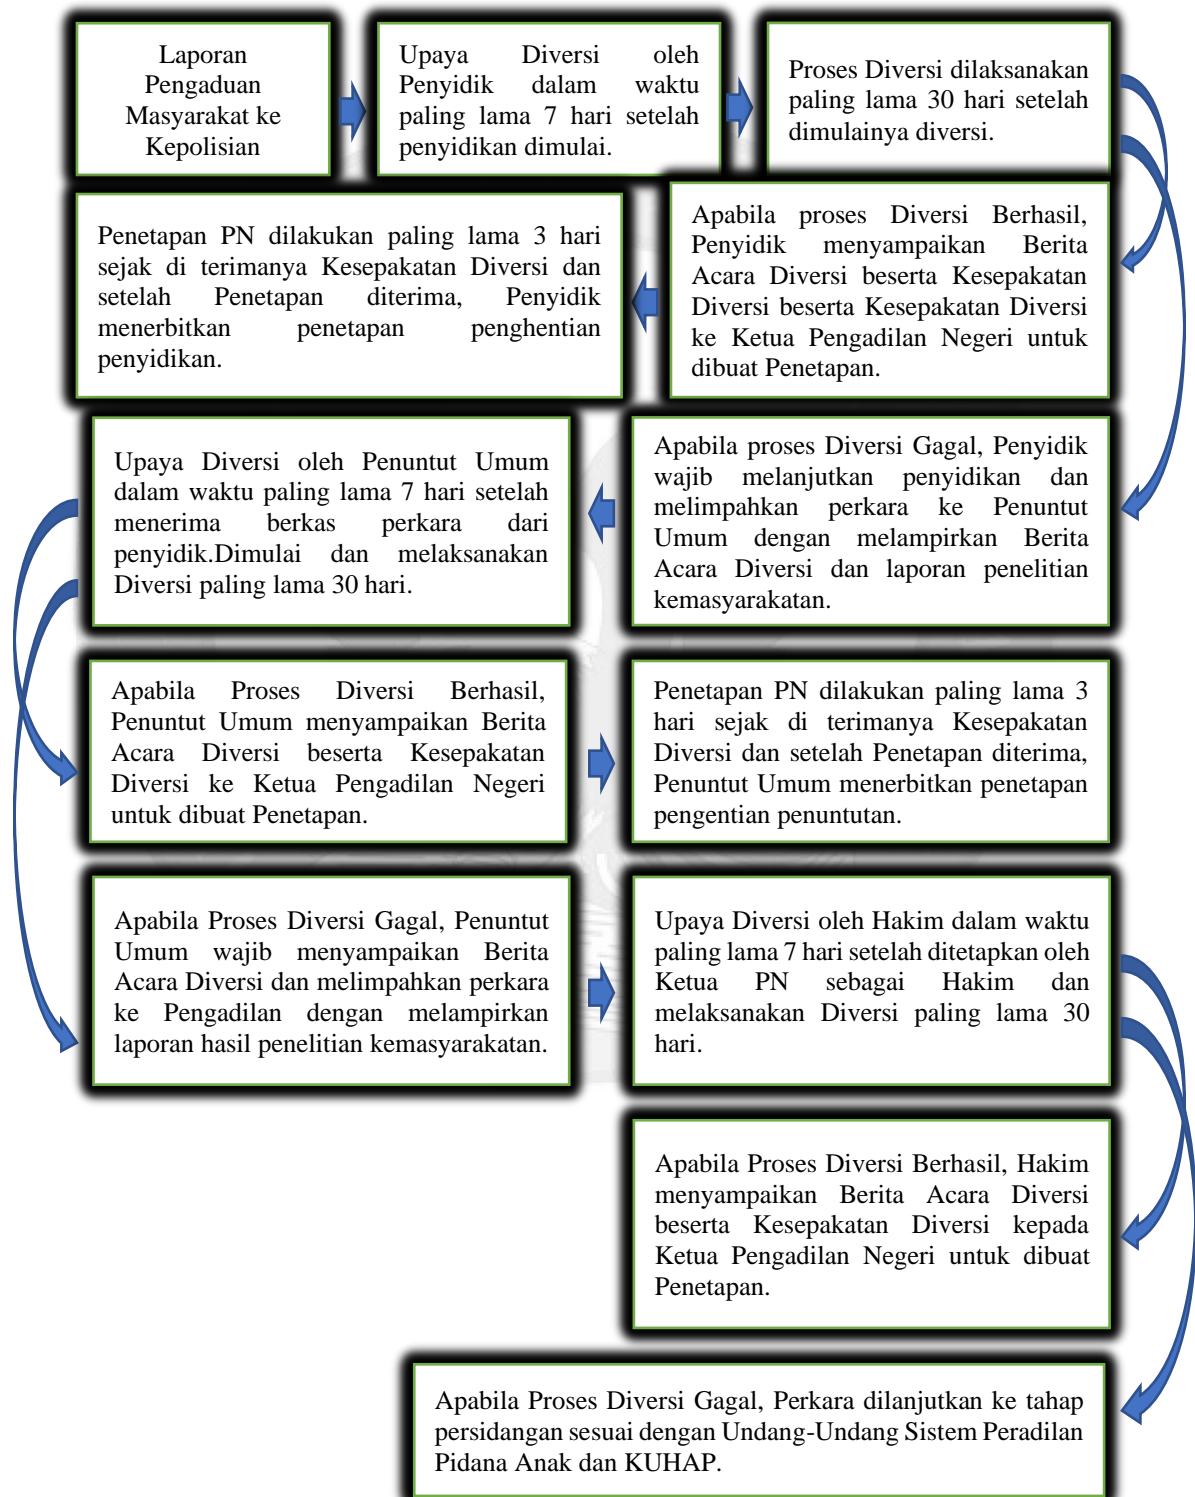 Laporan
Pengaduan
Masyarakat ke
Kepolisian
Upaya Diversi oleh
Penyidik dalam waktu
paling lama 7 hari setelah
penyidikan dimulai.
Proses Diversi dilaksanakan
paling lama 30 hari setelah
dimulainya diversi.
Apabila proses Diversi Berhasil,
Penyidik menyampaikan Berita
Acara Diversi beserta Kesepakatan
Diversi beserta Kesepakatan Diversi
ke Ketua Pengadilan Negeri untuk
dibuat Penetapan.
Penetapan PN dilakukan paling lama 3 hari
sejak di terimanya Kesepakatan Diversi dan
setelah Penetapan diterima, Penyidik
menerbitkan penetapan penghentian
penyidikan.
Apabila proses Diversi Gagal, Penyidik
wajib melanjutkan penyidikan dan
melimpahkan perkara ke Penuntut
Umum dengan melampirkan Berita
Acara Diversi dan laporan penelitian
kemasyarakatan.
Upaya Diversi oleh Penuntut Umum
dalam waktu paling lama 7 hari setelah
menerima berkas perkara dari
penyidik.Dimulai dan melaksanakan
Diversi paling lama 30 hari.
Apabila Proses Diversi Berhasil,
Penuntut Umum menyampaikan Berita
Acara Diversi beserta Kesepakatan
Diversi ke Ketua Pengadilan Negeri
untuk dibuat Penetapan.
Penetapan PN dilakukan paling lama 3
hari sejak di terimanya Kesepakatan
Diversi dan setelah Penetapan diterima,
Penuntut Umum menerbitkan penetapan
pengentian penuntutan.
Apabila Proses Diversi Gagal, Penuntut
Umum wajib menyampaikan Berita
Acara Diversi dan melimpahkan perkara
ke Pengadilan dengan melampirkan
laporan hasil penelitian kemasyarakatan.
Upaya Diversi oleh Hakim dalam waktu
paling lama 7 hari setelah ditetapkan oleh
Ketua PN sebagai Hakim dan
melaksanakan Diversi paling lama 30
hari.
Apabila Proses Diversi Berhasil, Hakim
menyampaikan Berita Acara Diversi
beserta Kesepakatan Diversi kepada
Ketua Pengadilan Negeri untuk dibuat
Penetapan.
Apabila Proses Diversi Gagal, Perkara dilanjutkan ke tahap
persidangan sesuai dengan Undang-Undang Sistem Peradilan
Pidana Anak dan KUHAP.